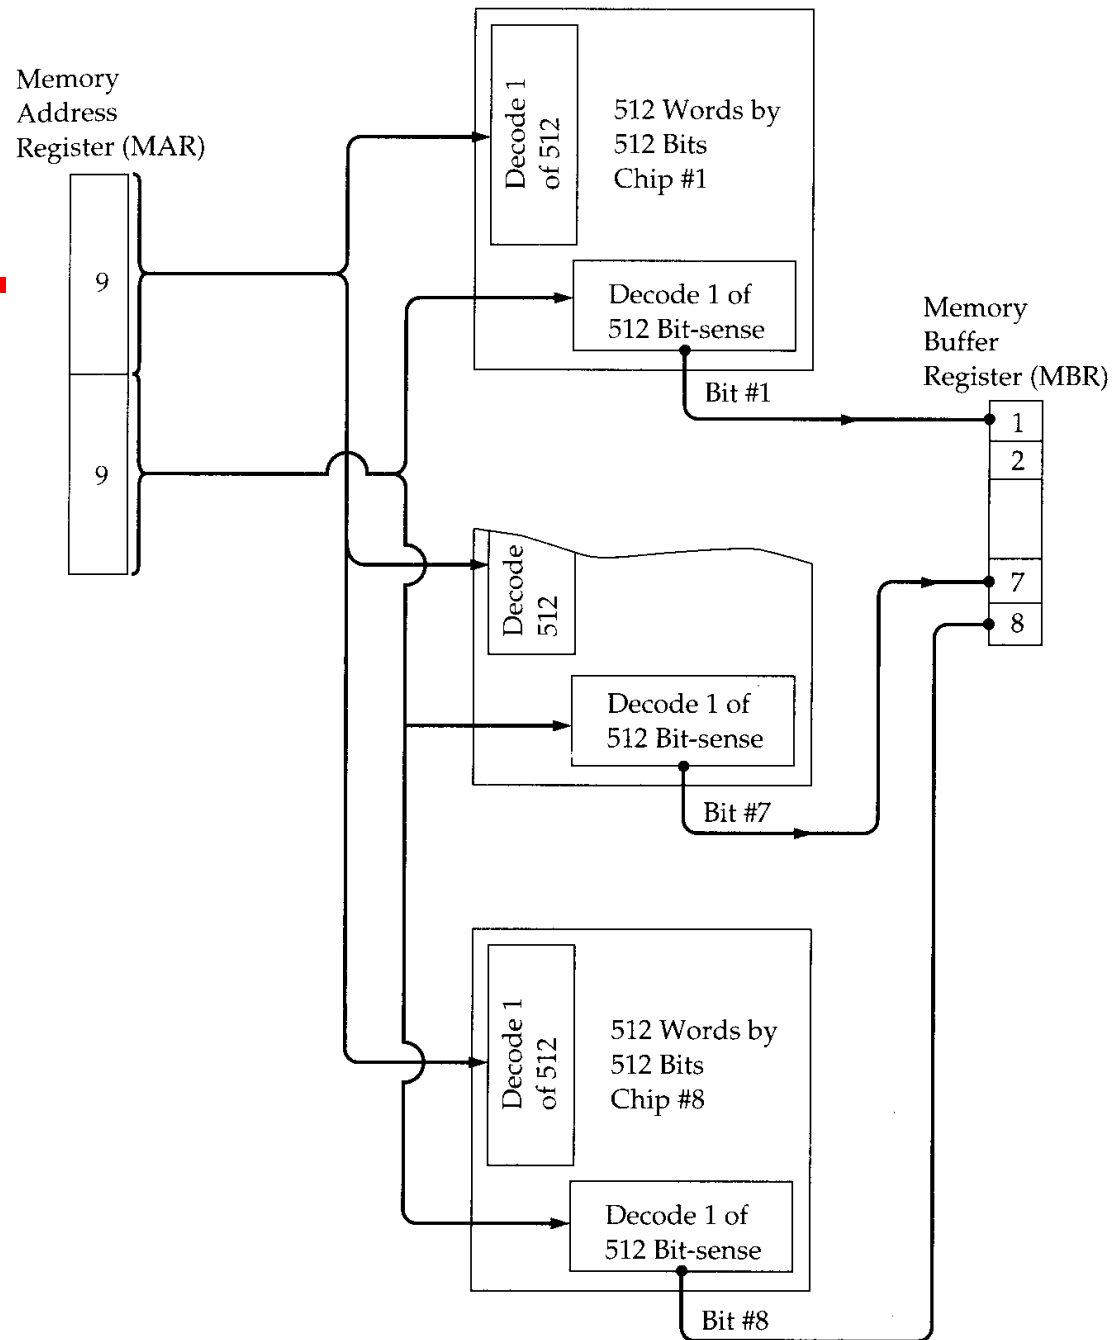 Memory
Address
Register (MAR)
9
9
Decode 1
of 512
512 Words by
512 Bits
Chip #1
Decode 1 of
512 Bit-sense
Bit #1
Memory
Buffer
Register (MBR)
1
2
7
8
Decode
512
Decode 1 of
512 Bit-sense
Bit #7
Decode 1
of 512
512 Words by
512 Bits
Chip #8
Decode 1 of
512 Bit-sense
Bit #8